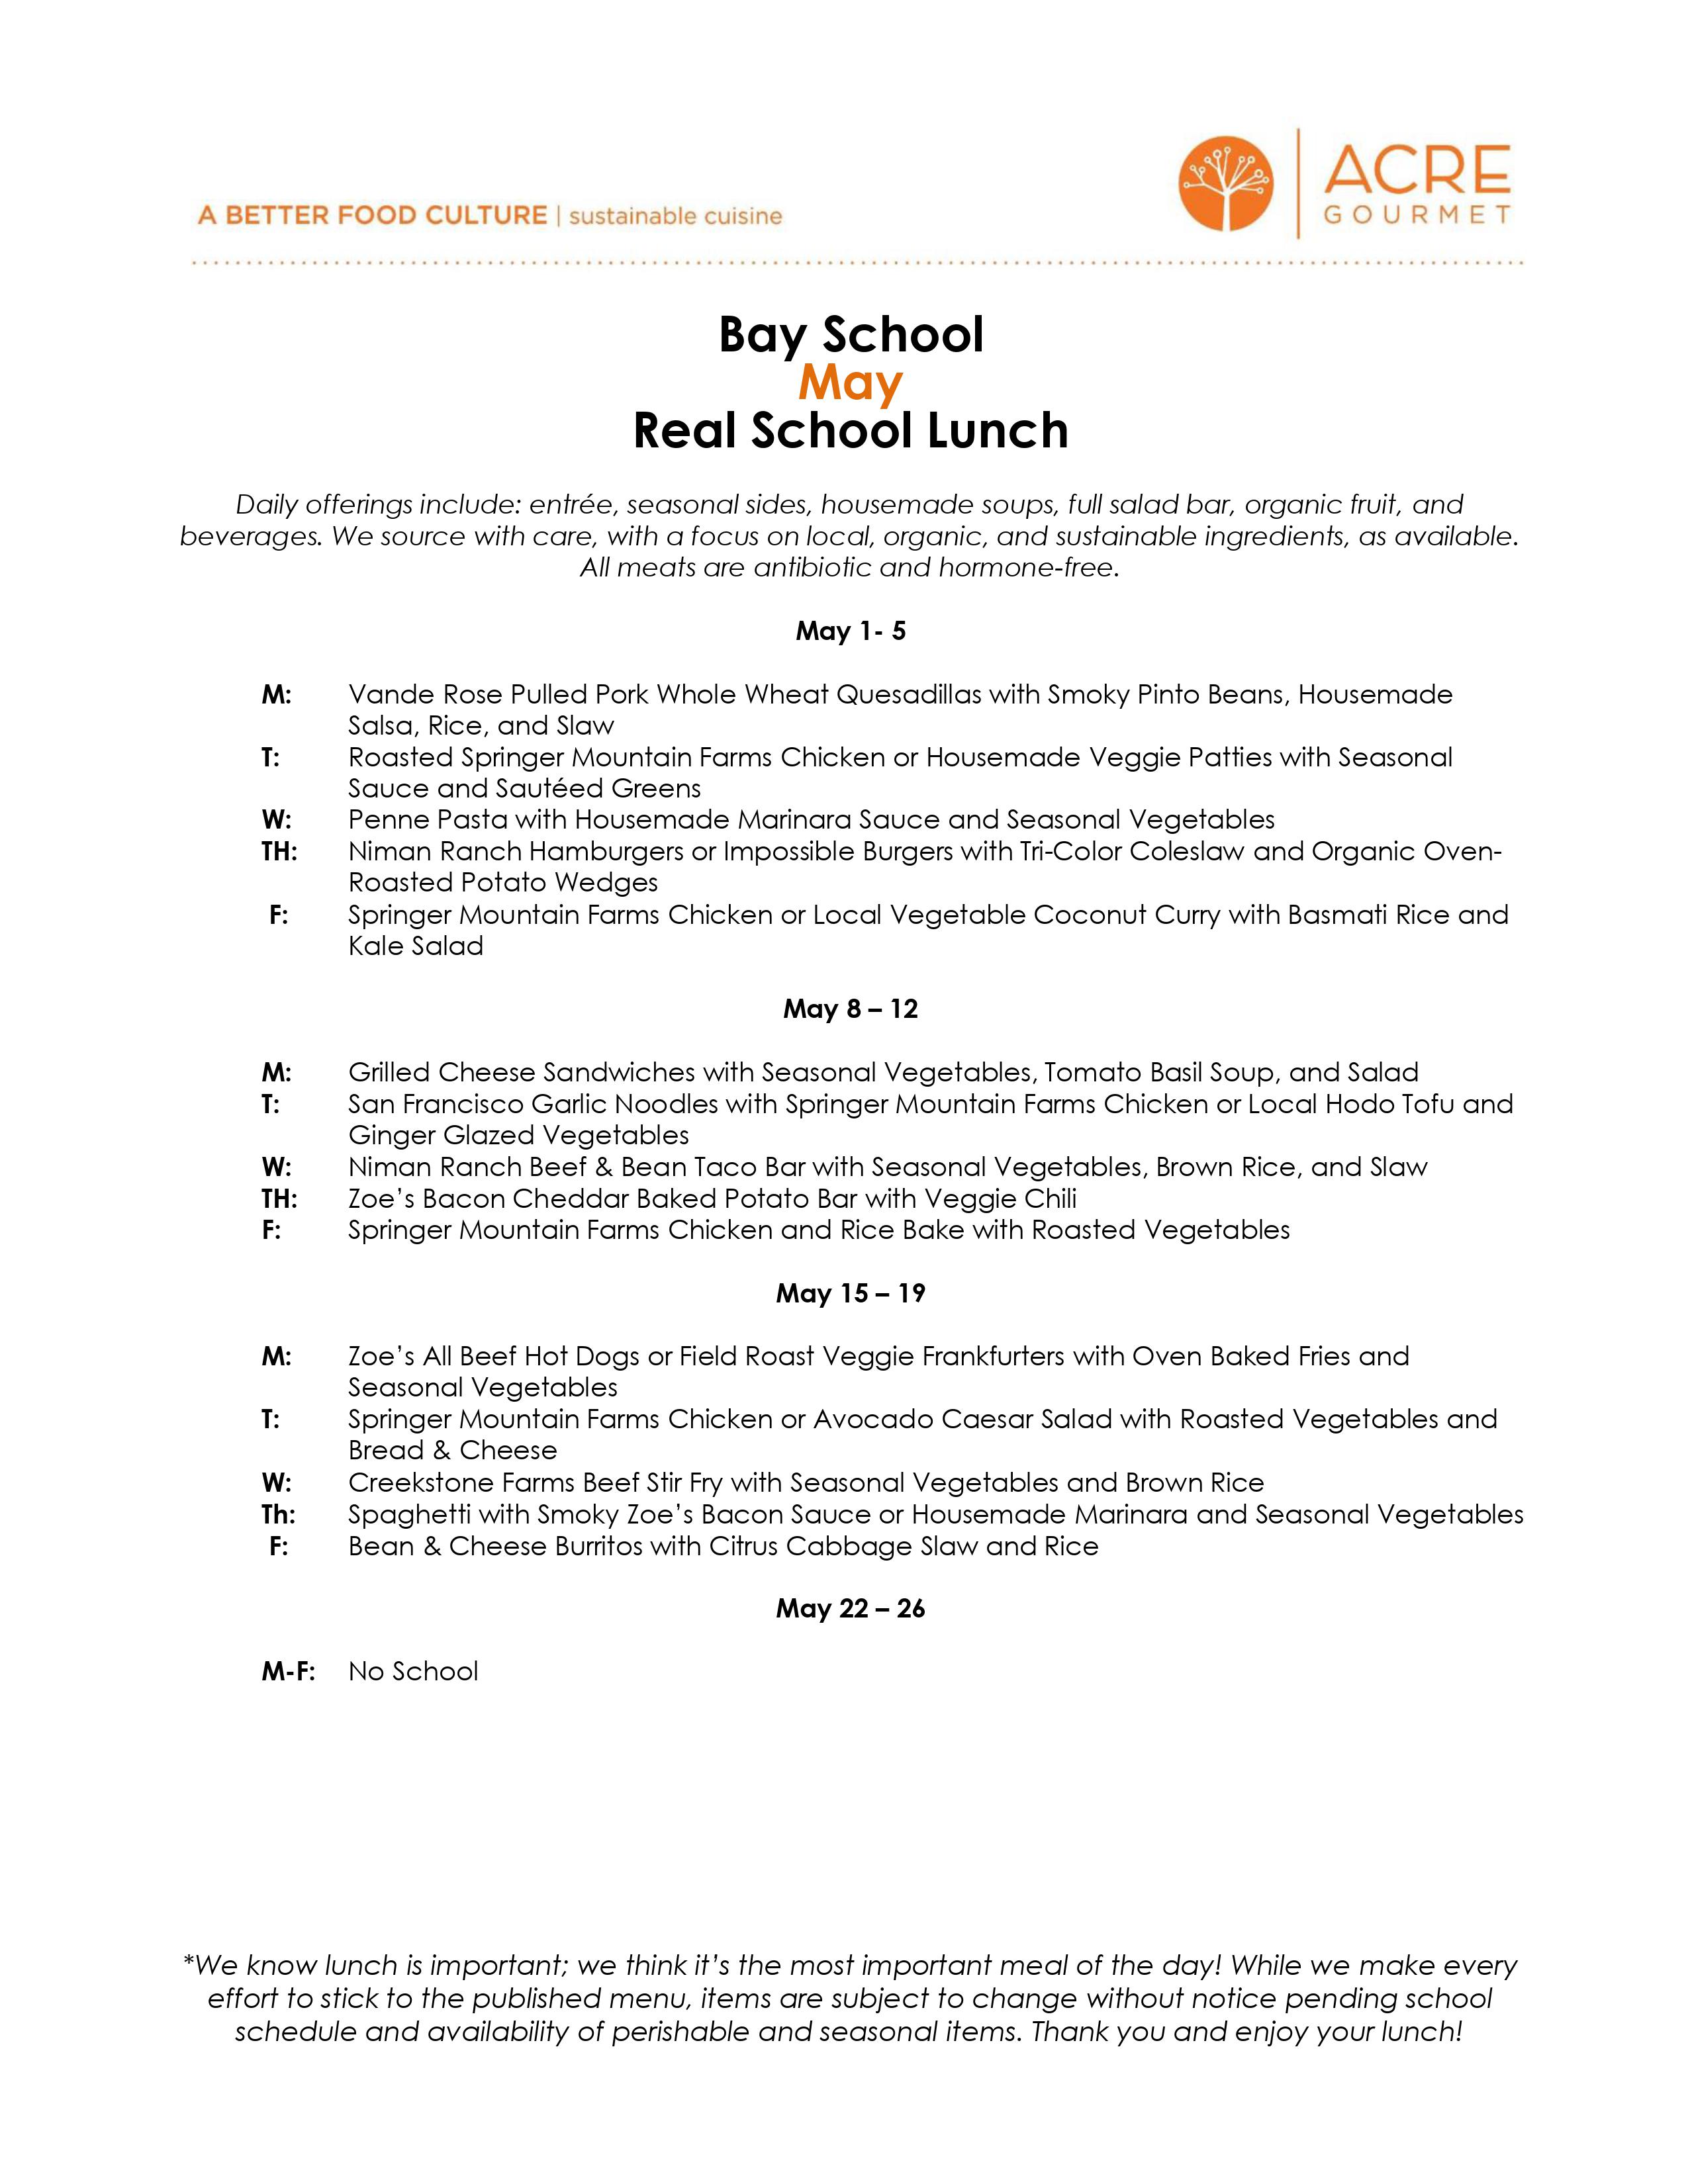 A BETTER FOOD CULTURE | sustainable cuisine
ACRE
GOURMET
Bay School
May
Real School Lunch
Daily offerings include: entrée, seasonal sides, housemade soups, full salad bar, organic fruit, and
beverages. We source with care, with a focus on local, organic, and sustainable ingredients, as available.
All meats are antibiotic and hormone-free.
May 1- 5
M: Vande Rose Pulled Pork Whole Wheat Quesadillas with Smoky Pinto Beans, Housemade
Salsa, Rice, and Slaw
T: Roasted Springer Mountain Farms Chicken or Housemade Veggie Patties with Seasonal
Sauce and Sautéed Greens
W: Penne Pasta with Housemade Marinara Sauce and Seasonal Vegetables
TH: Niman Ranch Hamburgers or Impossible Burgers with Tri-Color Coleslaw and Organic Oven-
Roasted Potato Wedges
F: Springer Mountain Farms Chicken or Local Vegetable Coconut Curry with Basmati Rice and
Kale Salad
May 8 – 12
M: Grilled Cheese Sandwiches with Seasonal Vegetables, Tomato Basil Soup, and Salad
T: San Francisco Garlic Noodles with Springer Mountain Farms Chicken or Local Hodo Tofu and
Ginger Glazed Vegetables
W: Niman Ranch Beef & Bean Taco Bar with Seasonal Vegetables, Brown Rice, and Slaw
TH: Zoe’s Bacon Cheddar Baked Potato Bar with Veggie Chili
F: Springer Mountain Farms Chicken and Rice Bake with Roasted Vegetables
May 15 – 19
M: Zoe’s All Beef Hot Dogs or Field Roast Veggie Frankfurters with Oven Baked Fries and
Seasonal Vegetables
T: Springer Mountain Farms Chicken or Avocado Caesar Salad with Roasted Vegetables and
Bread & Cheese
W: Creekstone Farms Beef Stir Fry with Seasonal Vegetables and Brown Rice
Th: Spaghetti with Smoky Zoe’s Bacon Sauce or Housemade Marinara and Seasonal Vegetables
F: Bean & Cheese Burritos with Citrus Cabbage Slaw and Rice
May 22 – 26
M-F: No School
*We know lunch is important; we think it’s the most important meal of the day! While we make every
effort to stick to the published menu, items are subject to change without notice pending school
schedule and availability of perishable and seasonal items. Thank you and enjoy your lunch!